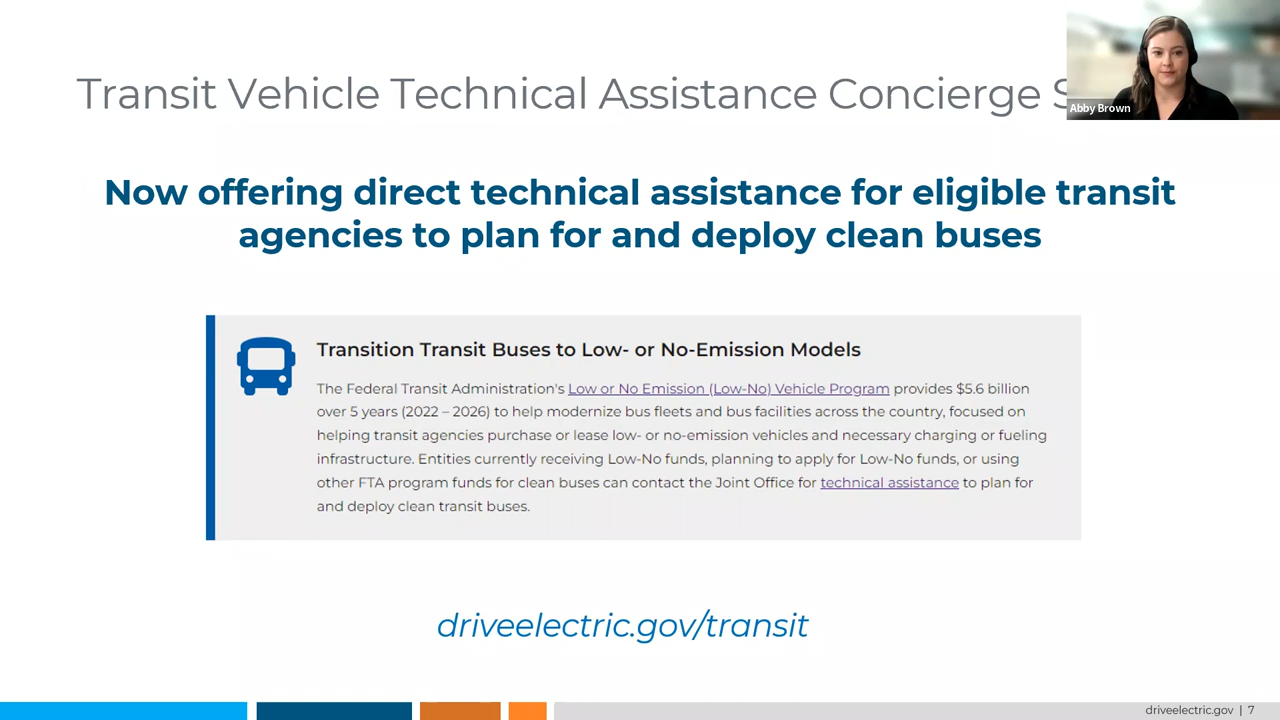 Transit Vehicle Technical Assistance Concierge
Abby Brown
Now offering direct technical assistance for eligible transit
agencies to plan for and deploy clean buses
Transition Transit Buses to Low- or No-Emission Models
The Federal Transit Administration's Low or No Emission (Low-No) Vehicle Program provides $5.6 billion
over 5 years (2022 – 2026) to help modernize bus fleets and bus facilities across the country, focused on
helping transit agencies purchase or lease low- or no-emission vehicles and necessary charging or fueling
infrastructure. Entities currently receiving Low-No funds, planning to apply for Low-No funds, or using
other FTA program funds for clean buses can contact the Joint Office for technical assistance to plan for
and deploy clean transit buses.
driveelectric.gov/transit
driveelectric.gov | 7